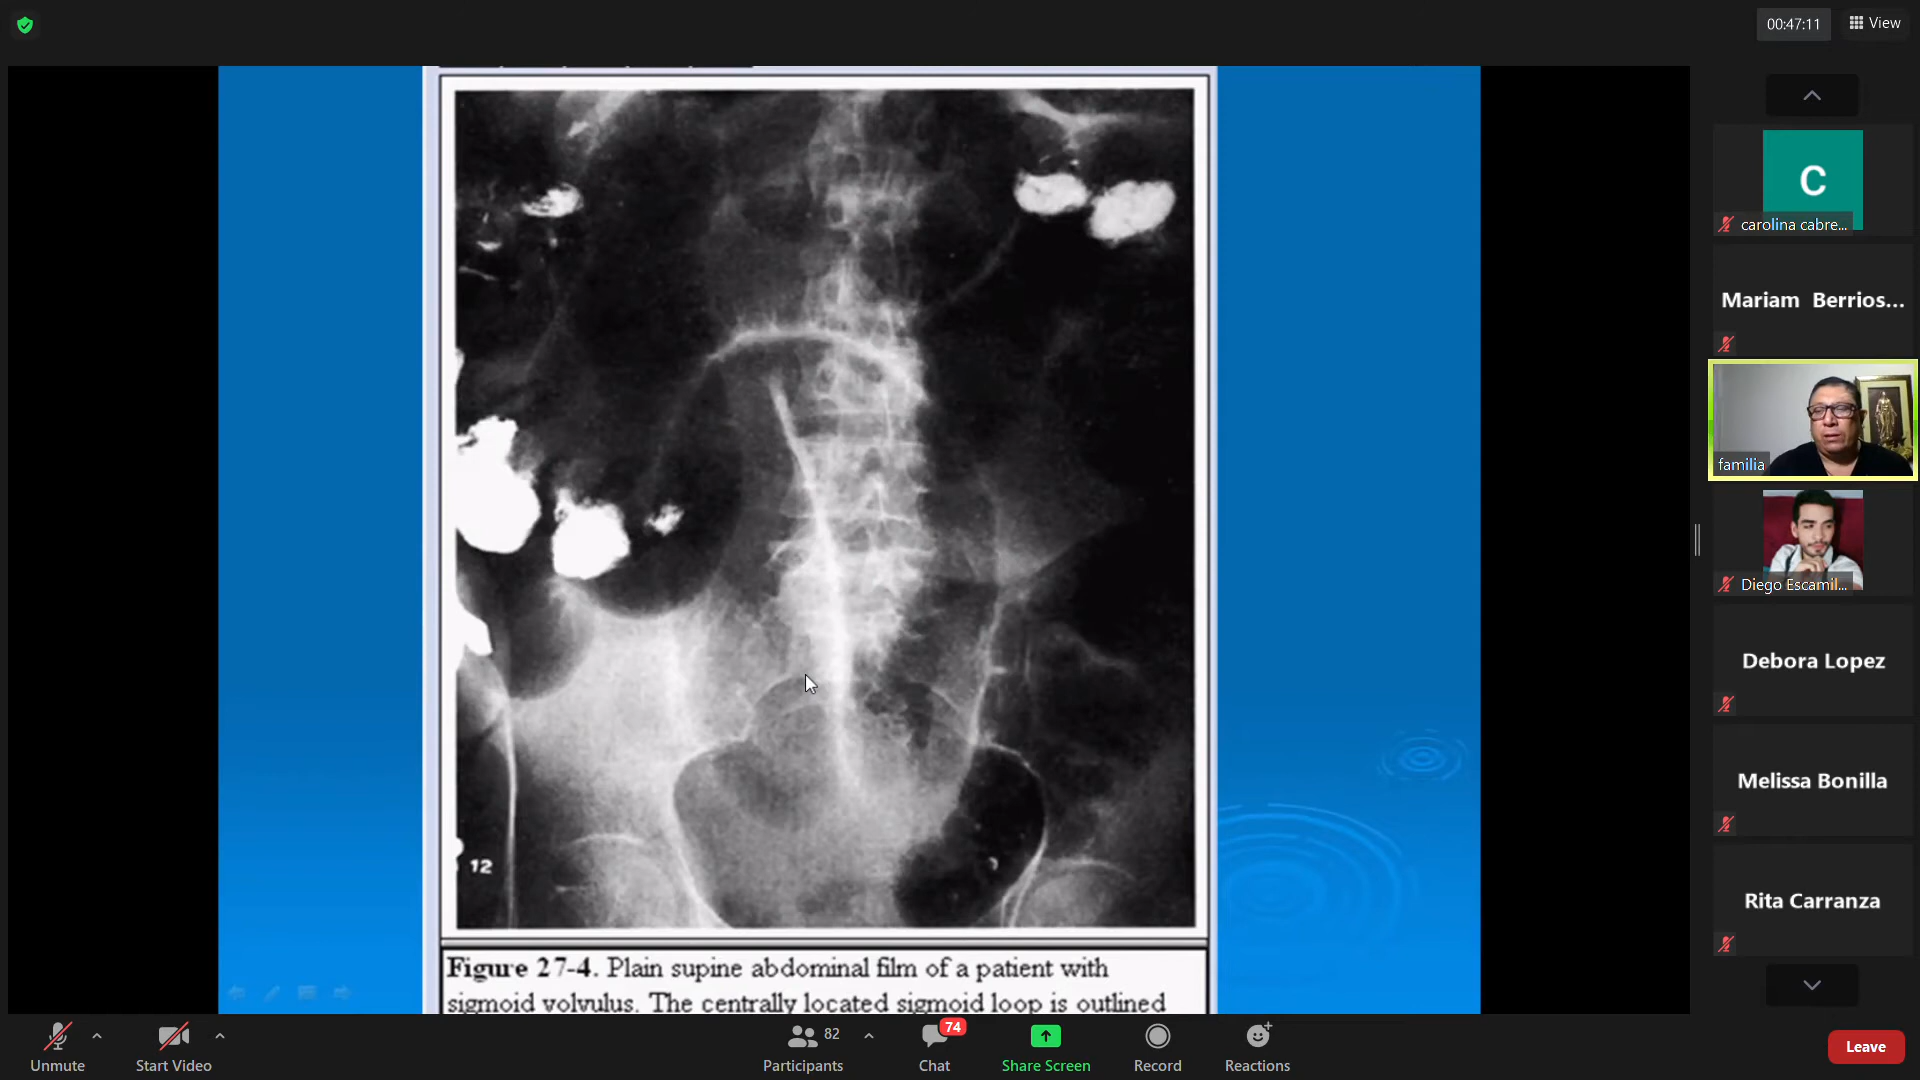 00:47:11
View
C
carolina cabre...
Mariam Berrios...
familia
Diego Escamil...
Debora Lopez
Melissa Bonilla
Rita Carranza
12
Figure 27-4. Plain supine abdominal film of a patient with
sigmoid volvulus. The centrally located sigmoid loop is outlined
Unmute
Start Video
82
Participants
74
Chat
Share Screen
Record
Reactions
Leave